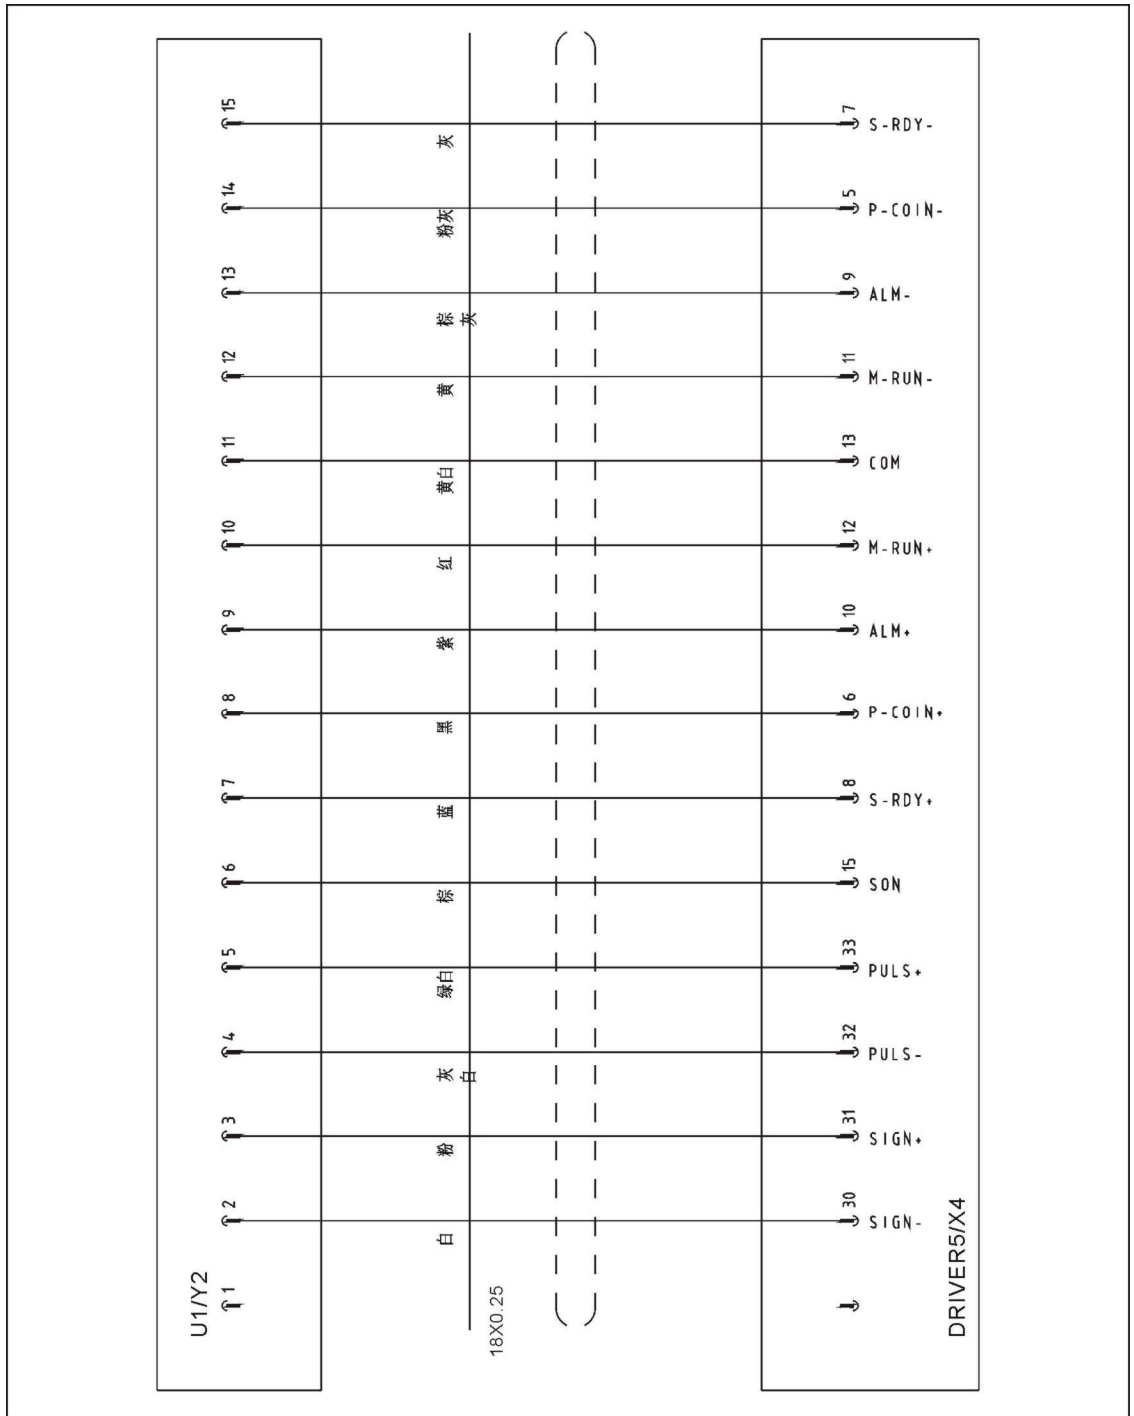 15 灰 7 S-RDY-
14 粉灰 5 P-COIN-
13 棕灰 9 ALM-
12 黄 11 M-RUN-
11 黄白 13 COM
10 红 12 M-RUN+
9 紫 10 ALM+
8 黑 6 P-COIN+
7 蓝 8 S-RDY+
6 棕 15 SON
5 绿白 33 PULS+
4 灰白 32 PULS-
3 粉 31 SIGN+
2 白 30 SIGN-
1
U1/Y2
18X0.25
DRIVER5/X4